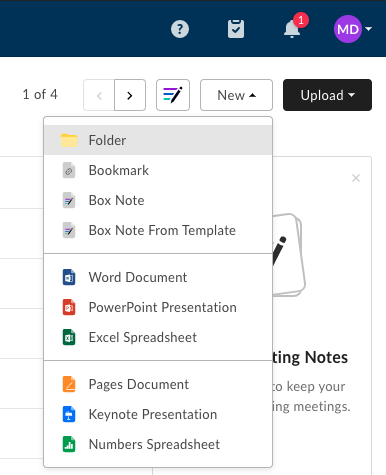 1
MD
1 of 4
New
Upload
Folder
Bookmark
Box Note
Box Note From Template
Word Document
PowerPoint Presentation
Excel Spreadsheet
ting Notes
Pages Document
to keep your
Keynote Presentation
ing meetings.
Numbers Spreadsheet